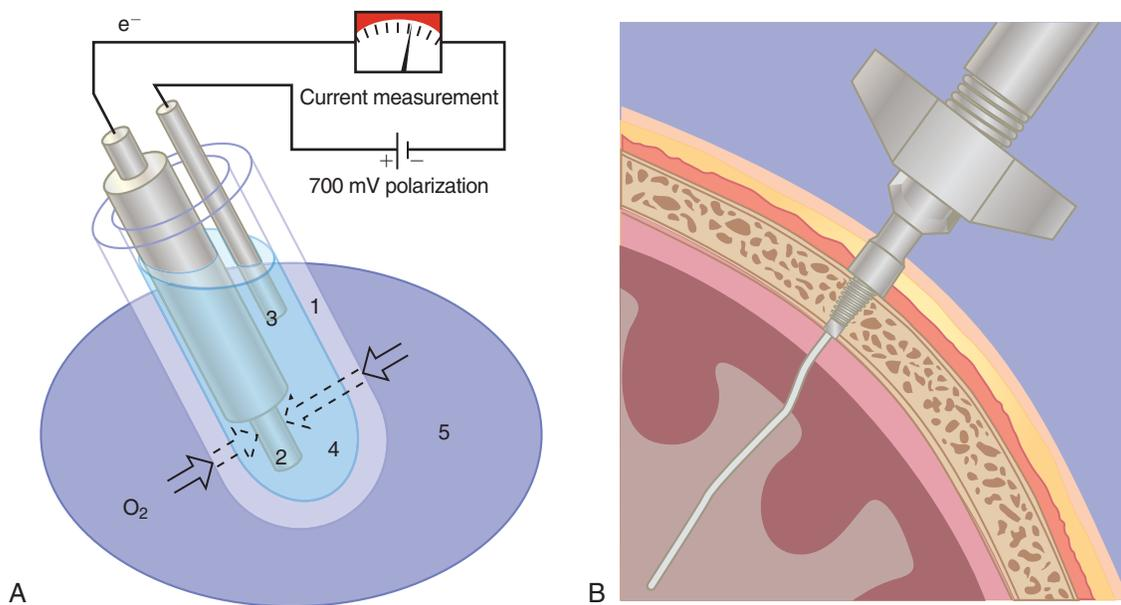 e⁻
Current measurement
+ −
700 mV polarization
1
3
5
4
2
O₂
A
B